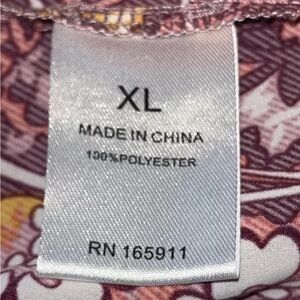 XL
MADE IN CHINA
100%POLYESTER
RN 165911